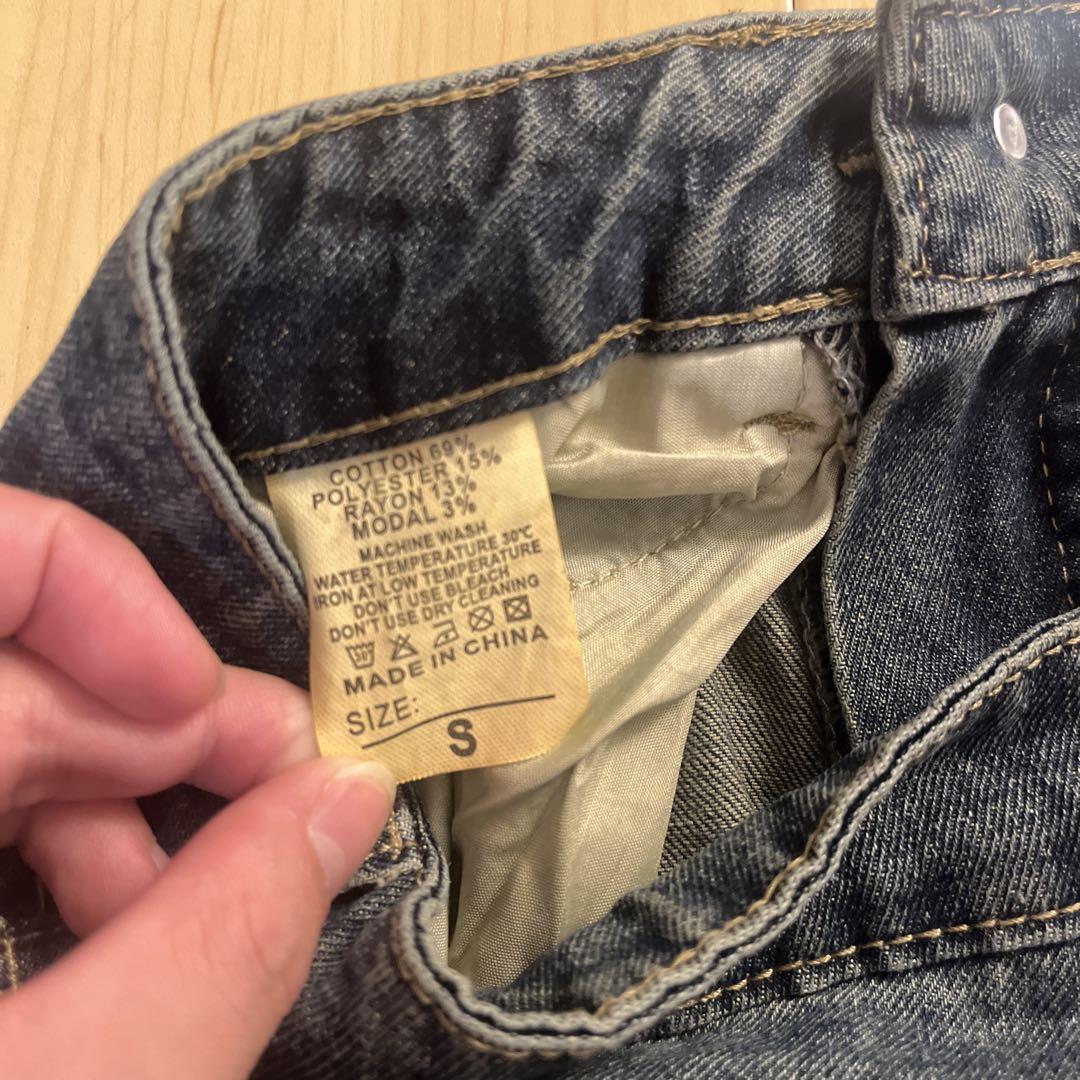 COTTON 69%
POLYESTER 15%
RAYON 13%
MODAL 3%
MACHINE WASH
WATER TEMPERATURE 30℃
IRON AT LOW TEMPERATURE
DON'T USE BLEACH
DON'T USE DRY CLEANING
30
MADE IN CHINA
SIZE:
S